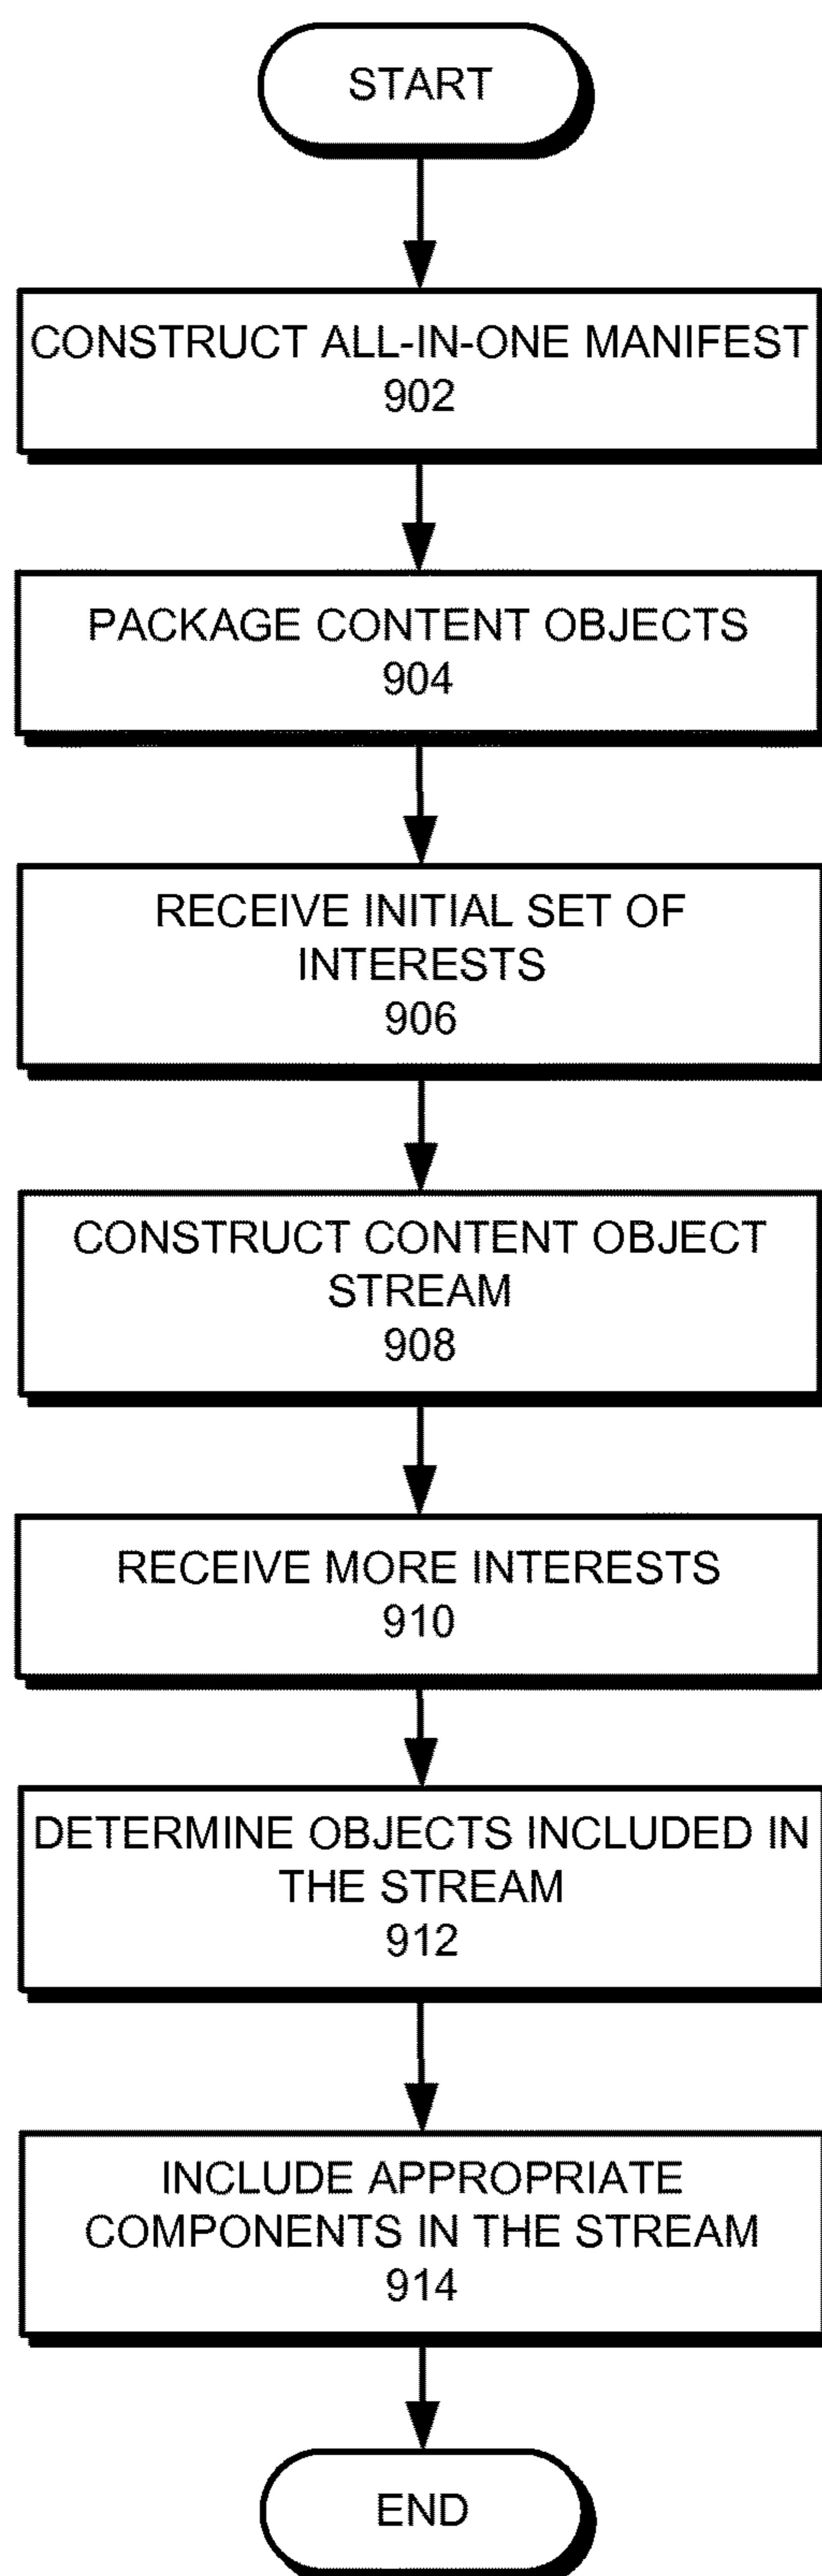 START
CONSTRUCT ALL-IN-ONE MANIFEST
902
PACKAGE CONTENT OBJECTS
904
RECEIVE INITIAL SET OF
INTERESTS
906
CONSTRUCT CONTENT OBJECT
STREAM
908
RECEIVE MORE INTERESTS
910
DETERMINE OBJECTS INCLUDED IN
THE STREAM
912
INCLUDE APPROPRIATE
COMPONENTS IN THE STREAM
914
END